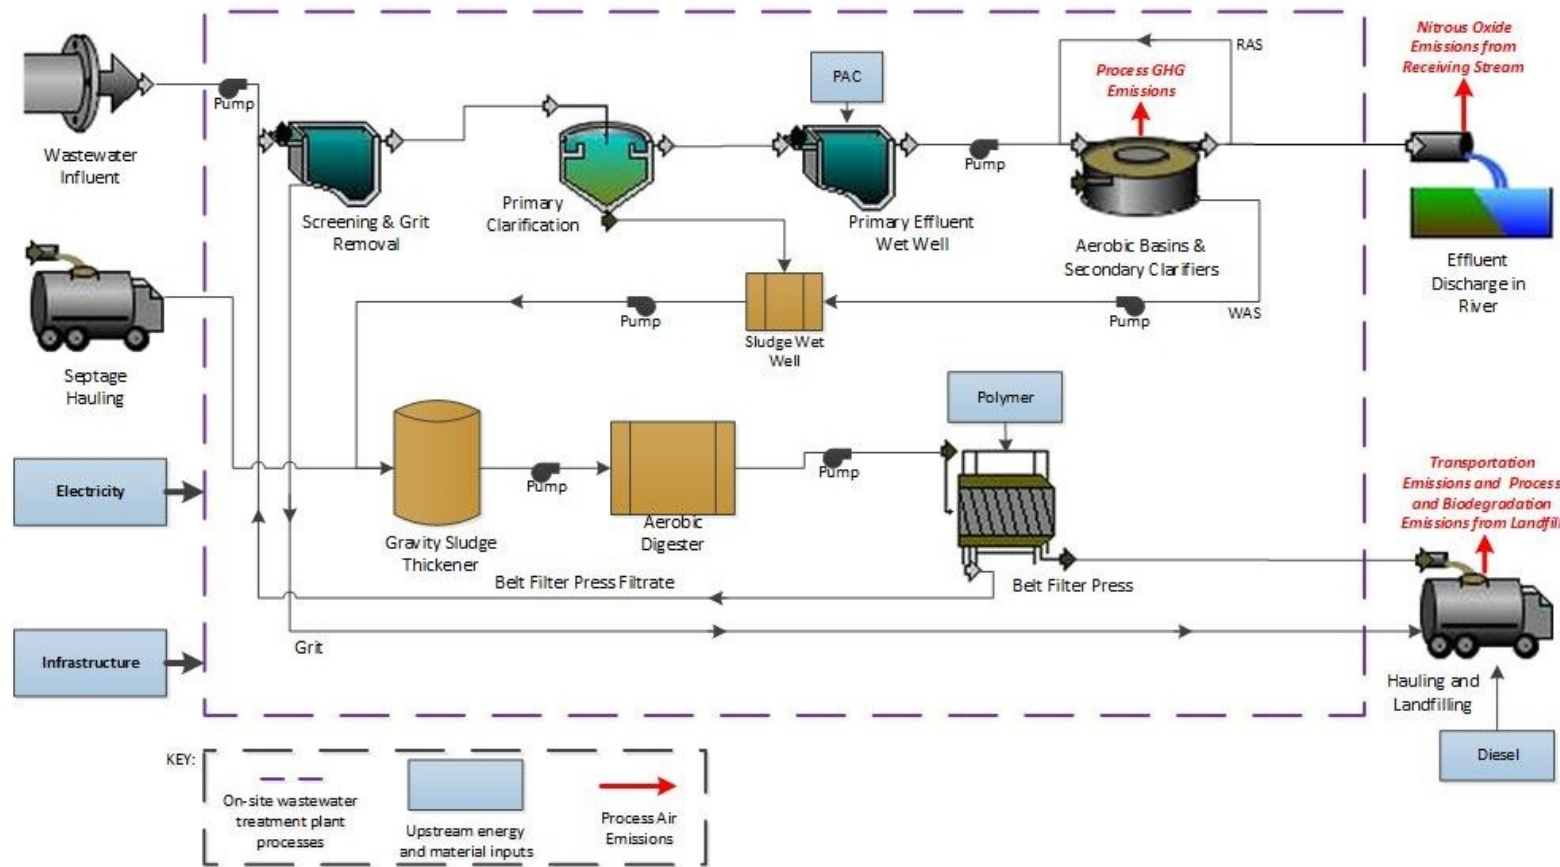 Nitrous Oxide
Emissions from
Receiving Stream
RAS
Process GHG
Emissions
PAC
Pump
Wastewater
Influent
Pump
Screening & Grit
Removal
Primary
Clarification
Primary Effluent
Wet Well
Aerobic Basins &
Secondary Clarifiers
Effluent
Discharge in
River
Pump
Pump
WAS
Sludge Wet
Well
Septage
Hauling
Polymer
Electricity
Pump
Pump
Transportation
Emissions and Process
and Biodegradation
Emissions from Landfill
Gravity Sludge
Thickener
Aerobic
Digester
Belt Filter Press Filtrate
Belt Filter Press
Grit
Infrastructure
Hauling and
Landfilling
Diesel
KEY:
On-site wastewater
treatment plant
processes
Upstream energy
and material inputs
Process Air
Emissions